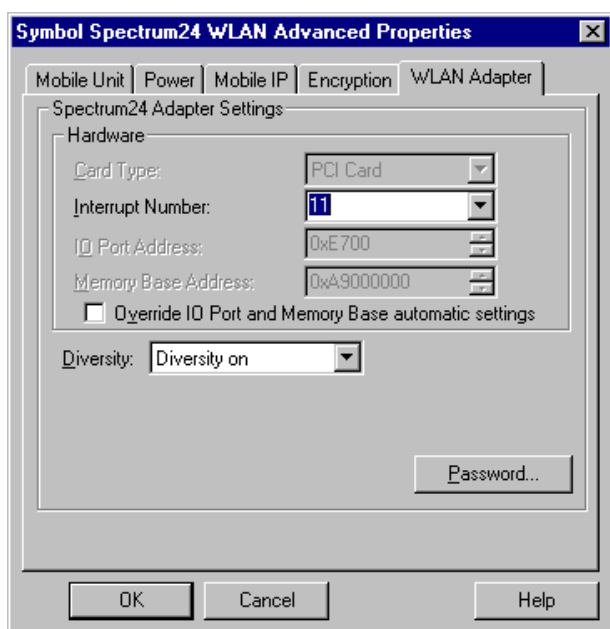 Symbol Spectrum24 WLAN Advanced Properties
Mobile Unit Power Mobile IP Encryption WLAN Adapter
Spectrum24 Adapter Settings
Hardware
Card Type: PCI Card
Interrupt Number: 11
IO Port Address: 0xE700
Memory Base Address: 0xA9000000
Override IO Port and Memory Base automatic settings
Diversity: Diversity on
Password...
OK Cancel Help